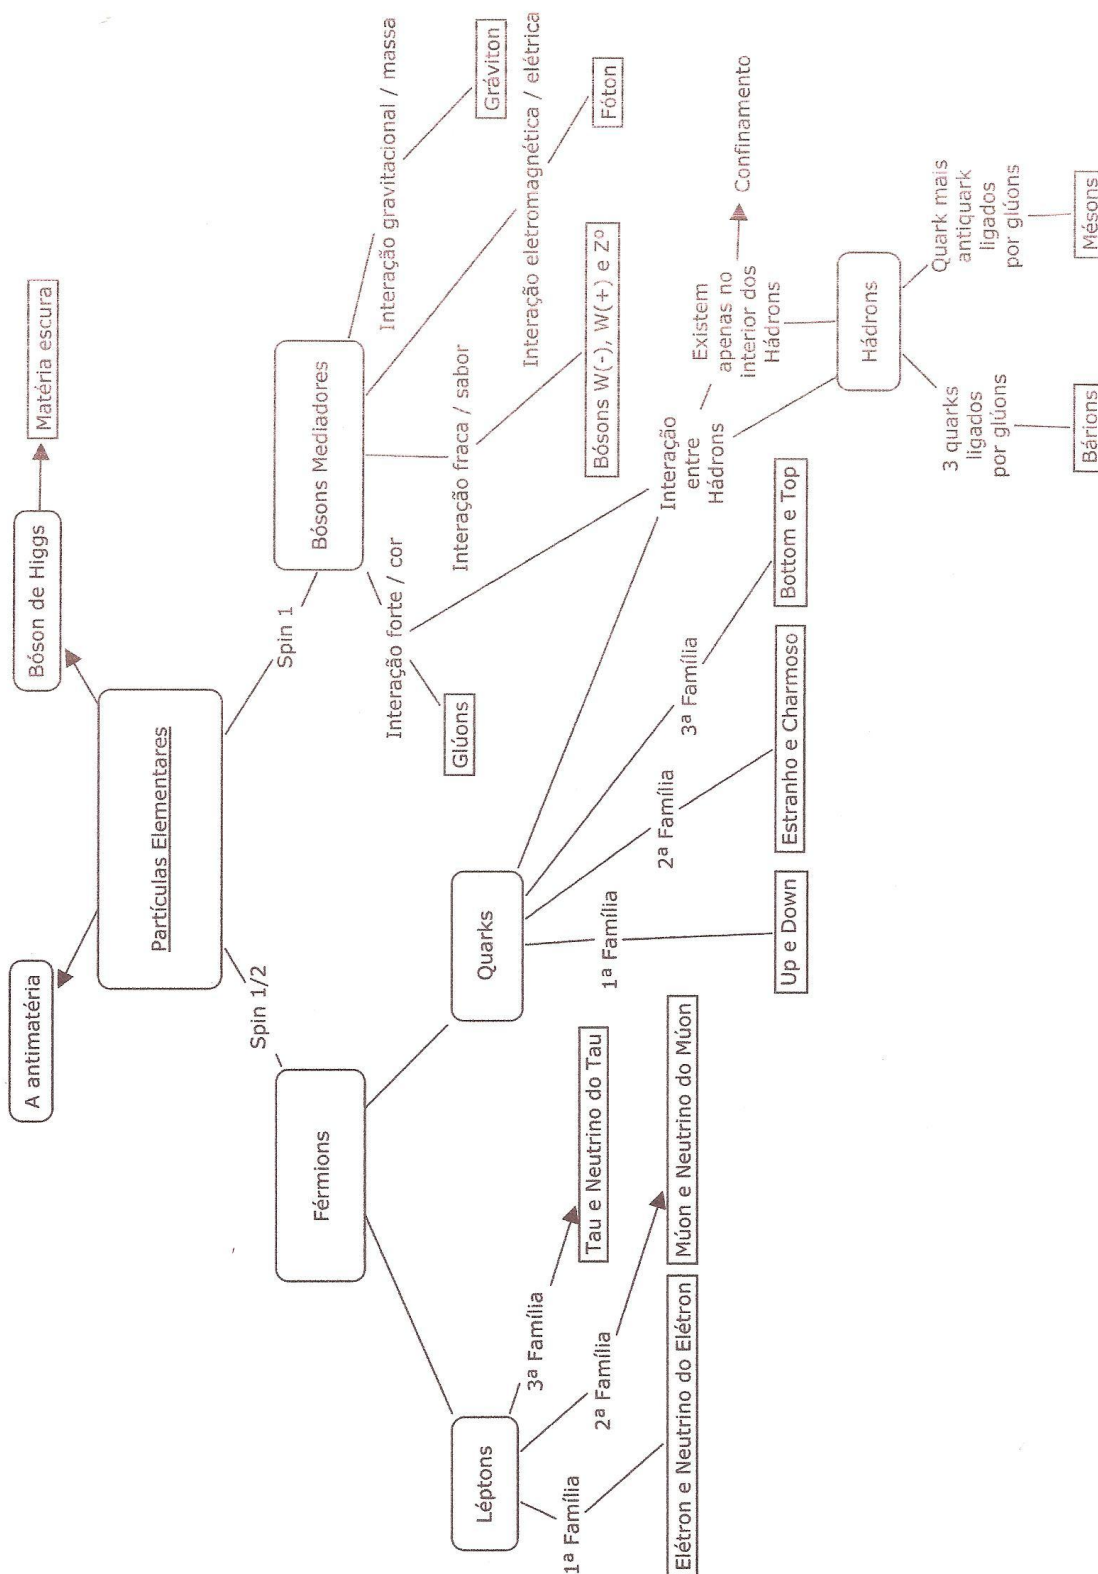 A antimatéria
Bóson de Higgs
Matéria escura
Partículas Elementares
Spin 1/2
Spin 1
Férmions
Bósons Mediadores
Interação forte / cor
Interação fraca / sabor
Interação eletromagnética / elétrica
Interação gravitacional / massa
Glúons
Bósons W(-), W(+) e Zº
Fóton
Gráviton
Léptons
Quarks
1ª Família
2ª Família
3ª Família
Elétron e Neutrino do Elétron
Múon e Neutrino do Múon
Tau e Neutrino do Tau
1ª Família
2ª Família
3ª Família
Up e Down
Estranho e Charmoso
Bottom e Top
Interação
entre
Hádrons
Existem
apenas no
interior dos
Hádrons
Confinamento
Hádrons
3 quarks
ligados
por glúons
Quark mais
antiquark
ligados
por glúons
Bárions
Mésons